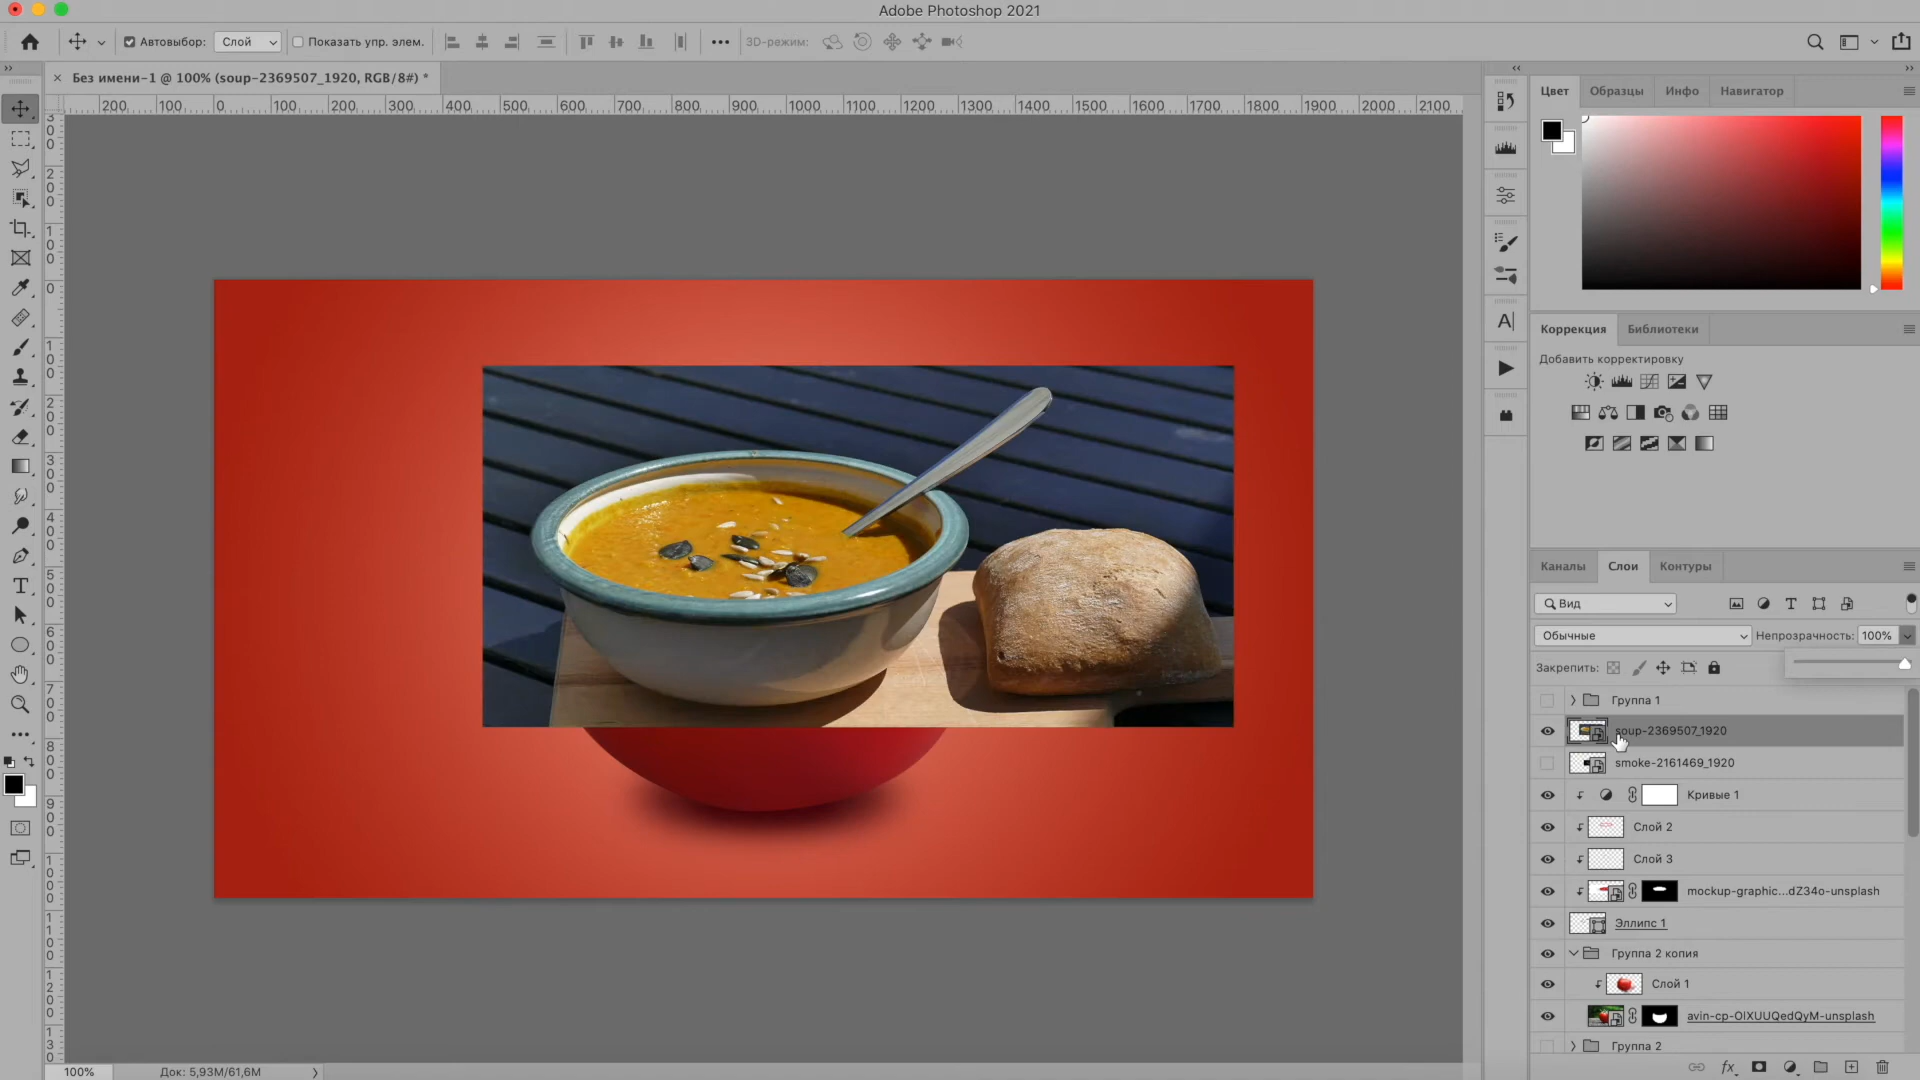 Adobe Photoshop 2021
Автовыбор:
Слой
Показать упр. элем.
3D-режим:
Без имени-1 @ 100% (soup-2369507_1920, RGB/8#) *
200 100 0 100 200 300 400 500 600 700 800 900 1000 1100 1200 1300 1400 1500 1600 1700 1800 1900 2000 2100
Цвет
Образцы
Инфо
Навигатор
Коррекция
Библиотеки
Добавить корректировку
Каналы
Слои
Контуры
Вид
Обычные
Непрозрачность: 100%
Закрепить:
Группа 1
soup-2369507_1920
smoke-2161469_1920
Кривые 1
Слой 2
Слой 3
mockup-graphic...dZ34o-unsplash
Эллипс 1
Группа 2 копия
Слой 1
avin-cp-OlXUUQedQyM-unsplash
Группа 2
fx
100%
Док: 5,93M/61,6M